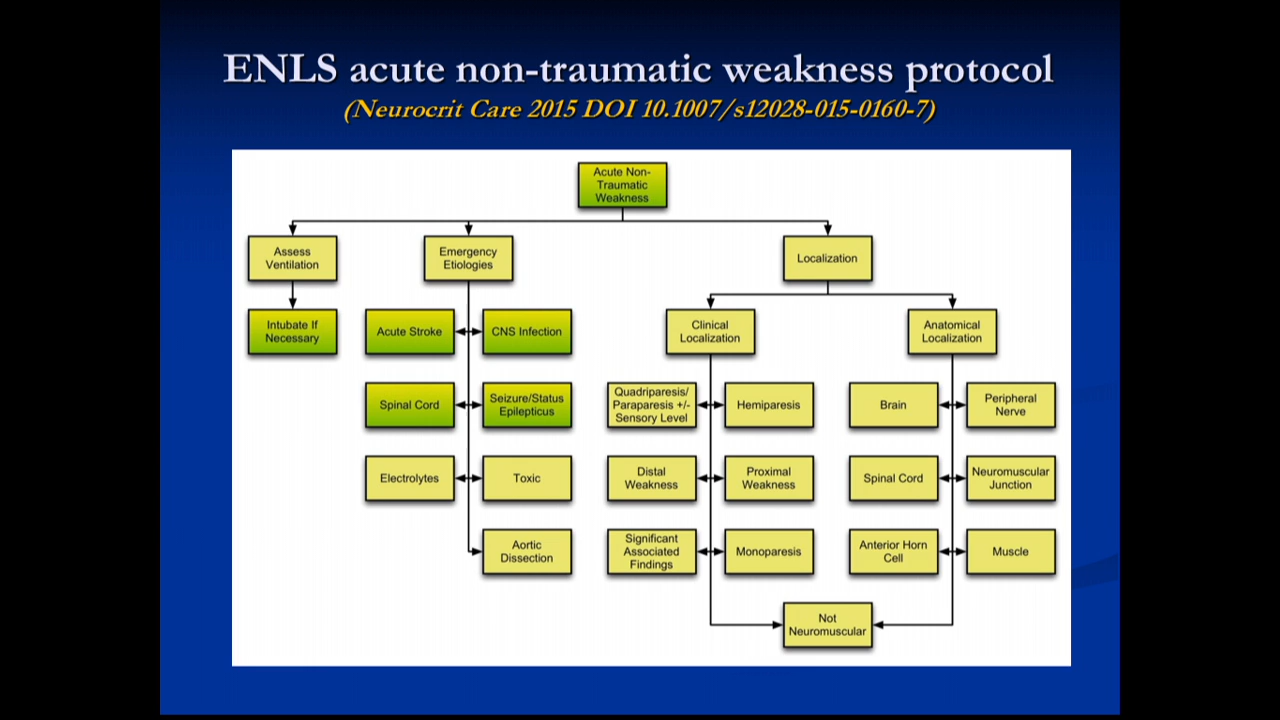 ENLS acute non-traumatic weakness protocol
(Neurocrit Care 2015 DOI 10.1007/s12028-015-0160-7)
Acute Non-
Traumatic
Weakness
Assess
Ventilation
Emergency
Etiologies
Localization
Intubate If
Necessary
Acute Stroke
CNS Infection
Clinical
Localization
Anatomical
Localization
Spinal Cord
Seizure/Status
Epilepticus
Quadriparesis/
Paraparesis +/-
Sensory Level
Hemiparesis
Brain
Peripheral
Nerve
Electrolytes
Toxic
Distal
Weakness
Proximal
Weakness
Spinal Cord
Neuromuscular
Junction
Aortic
Dissection
Significant
Associated
Findings
Monoparesis
Anterior Horn
Cell
Muscle
Not
Neuromuscular